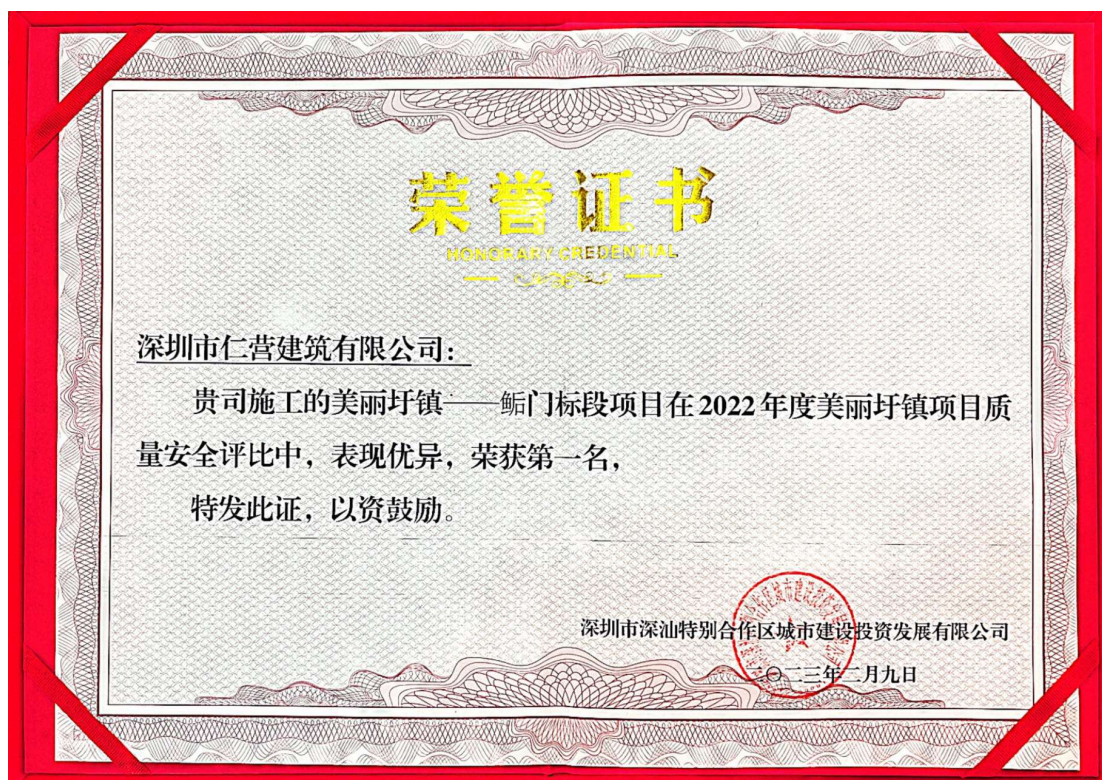 荣誉证书
HONORARY CREDENTIAL
深圳市仁营建筑有限公司：
贵司施工的美丽圩镇——鲘门标段项目在2022年度美丽圩镇项目质
量安全评比中，表现优异，荣获第一名，
特发此证，以资鼓励。
深圳市深汕特别合作区城市建设投资发展有限公司
二〇二三年二月九日